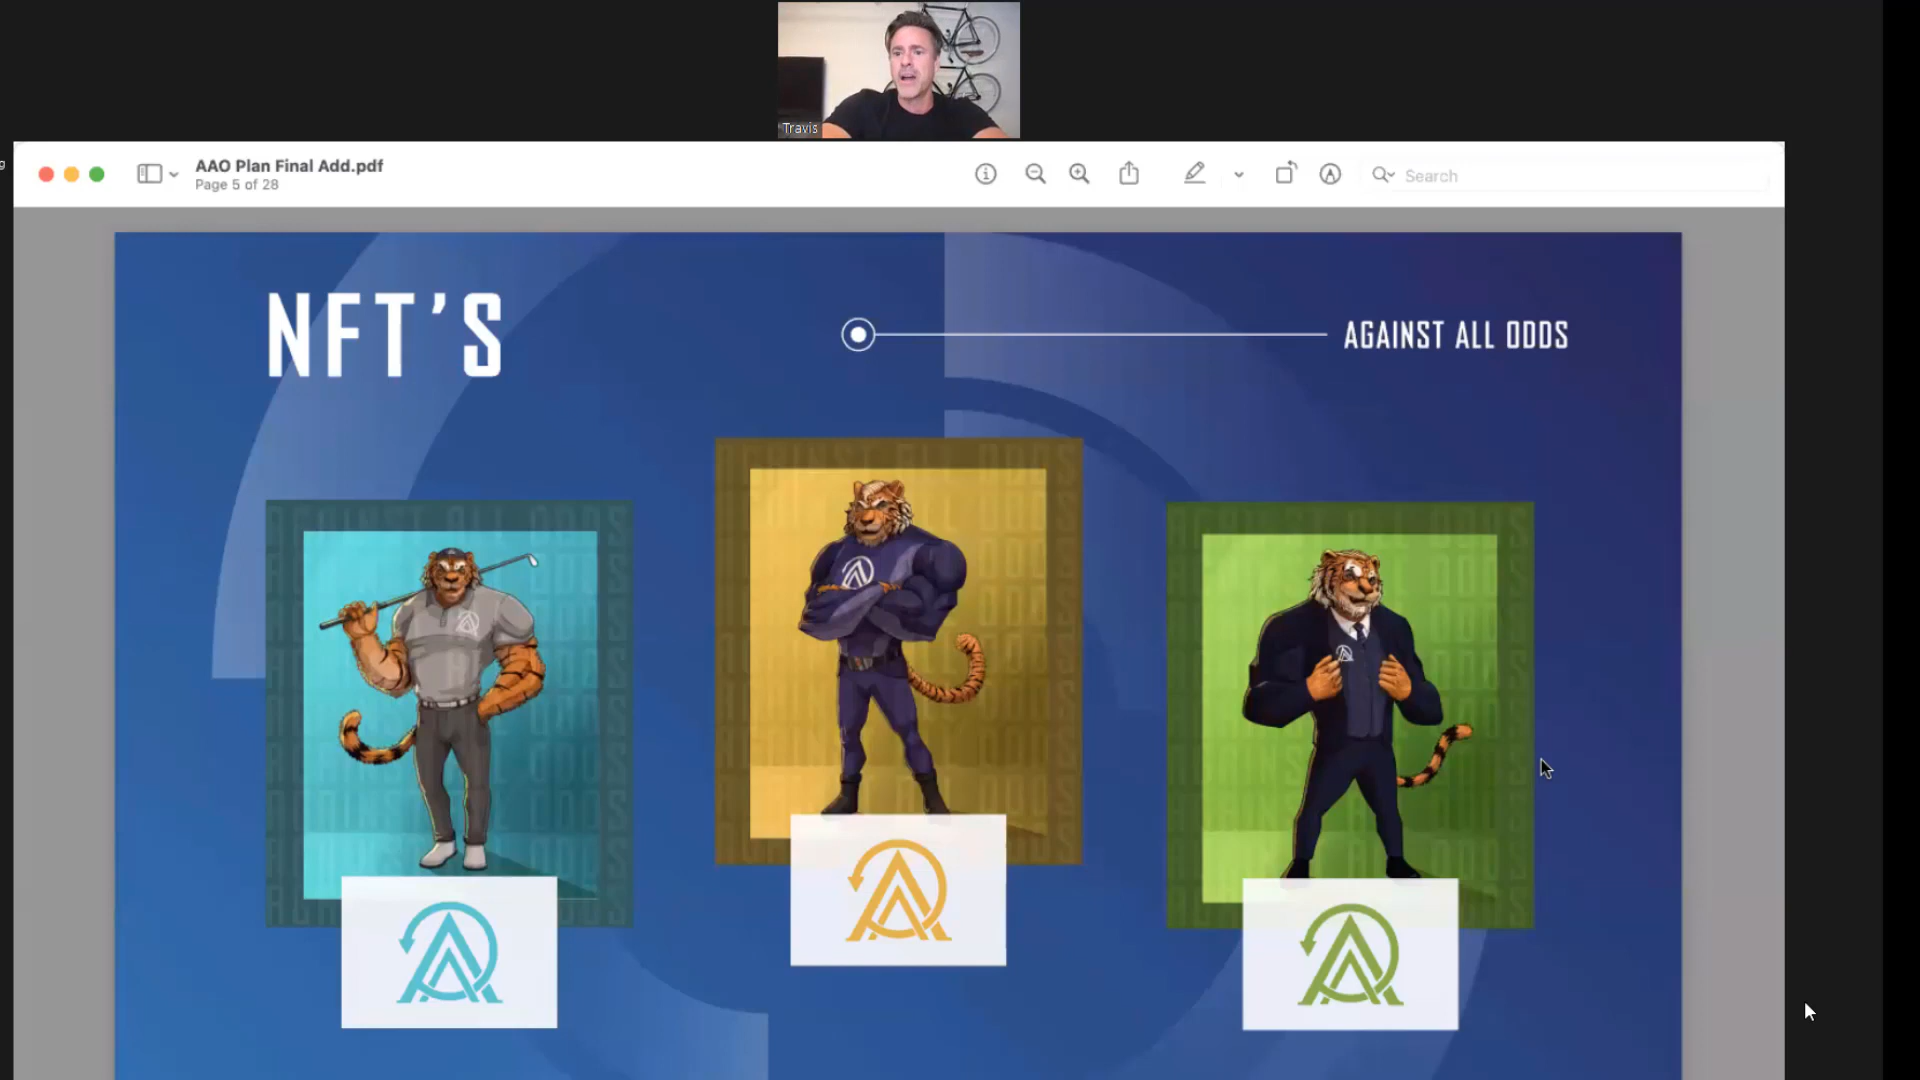 Travis
g
AAO Plan Final Add.pdf
Page 5 of 28
Search
NFT'S
AGAINST ALL ODDS